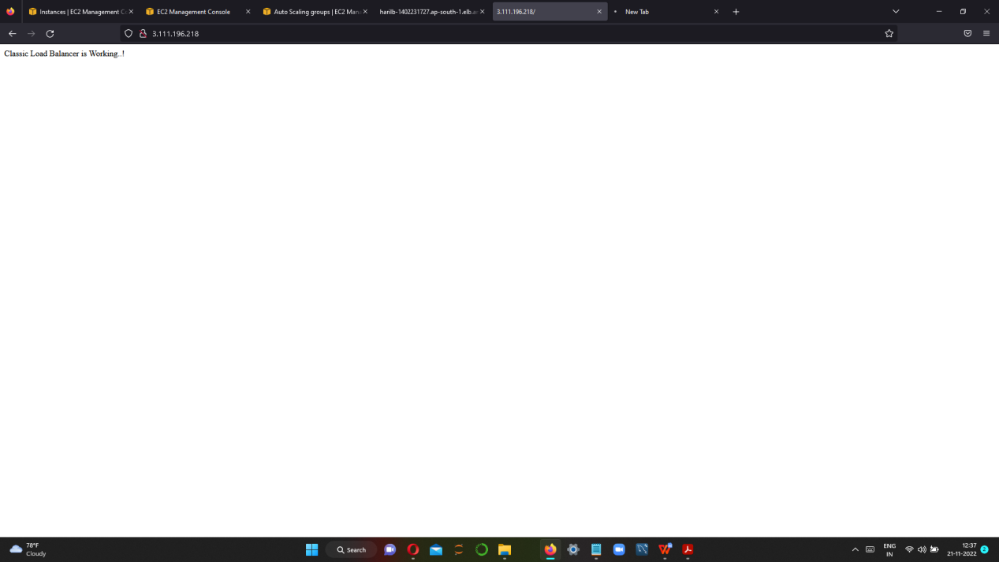 Instances | EC2 Management Co
EC2 Management Console
Auto Scaling groups | EC2 Man
harilb-1402231727.ap-south-1.elb.am
3.111.196.218/
New Tab
3.111.196.218
Classic Load Balancer is Working..!
78°F
Cloudy
Search
ENG
IN
12:37
21-11-2022
2